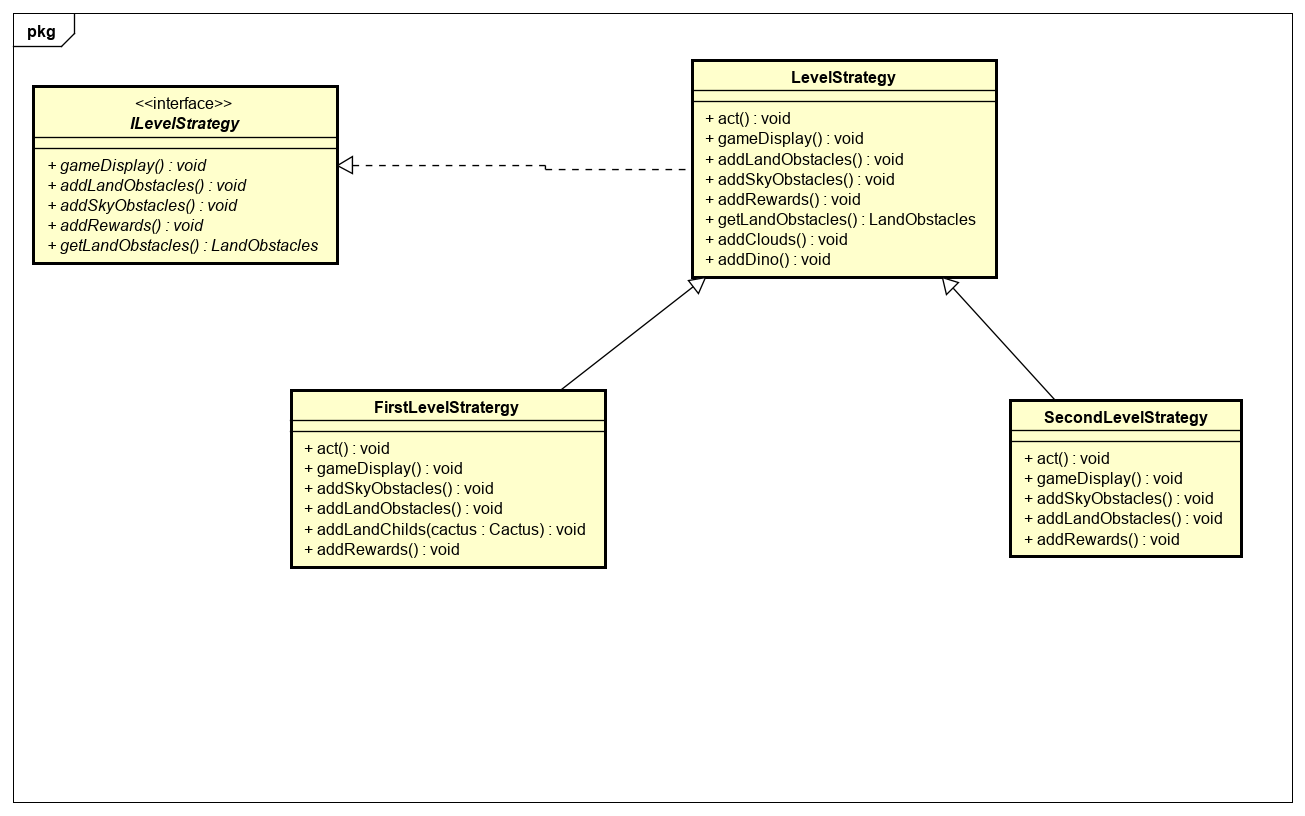 pkg
<<interface>>
ILevelStrategy
+ gameDisplay() : void
+ addLandObstacles() : void
+ addSkyObstacles() : void
+ addRewards() : void
+ getLandObstacles() : LandObstacles
LevelStrategy
+ act() : void
+ gameDisplay() : void
+ addLandObstacles() : void
+ addSkyObstacles() : void
+ addRewards() : void
+ getLandObstacles() : LandObstacles
+ addClouds() : void
+ addDino() : void
FirstLevelStratergy
+ act() : void
+ gameDisplay() : void
+ addSkyObstacles() : void
+ addLandObstacles() : void
+ addLandChilds(cactus : Cactus) : void
+ addRewards() : void
SecondLevelStrategy
+ act() : void
+ gameDisplay() : void
+ addSkyObstacles() : void
+ addLandObstacles() : void
+ addRewards() : void